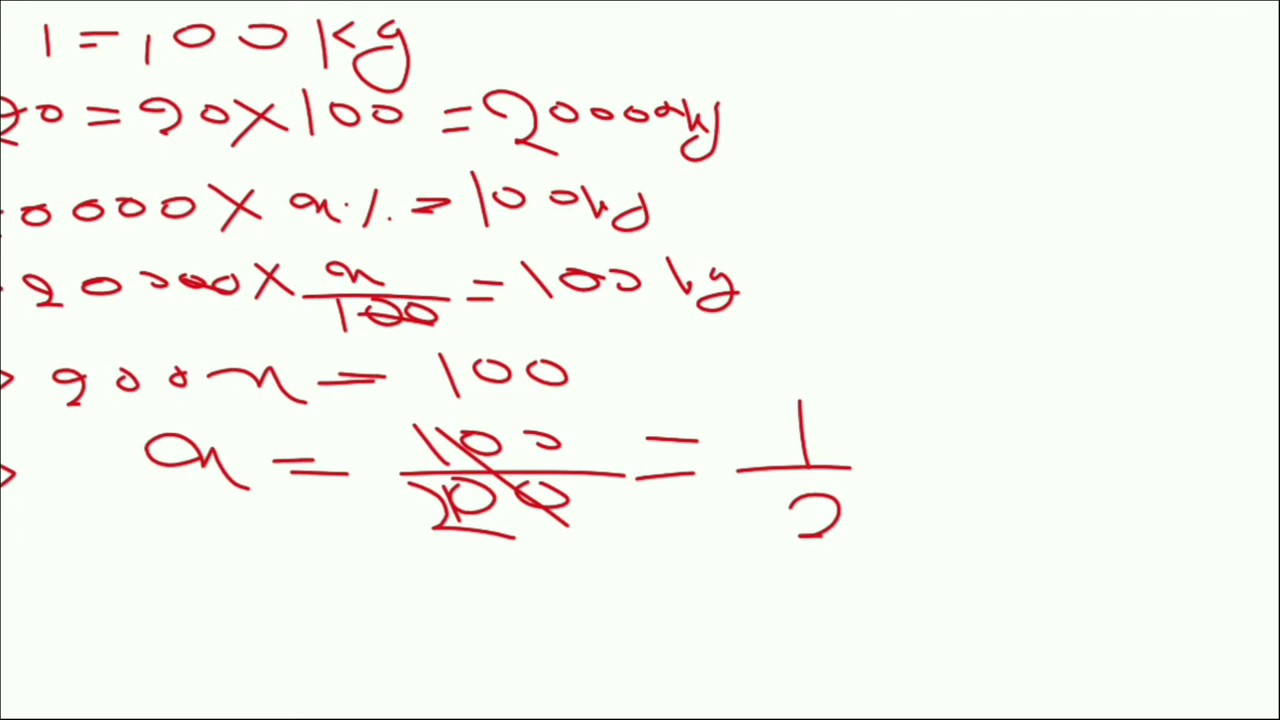 1 = 100 kg
20 = 20 × 100 = 20000 kg
0000 × x % = 100 kg
20000 × x/100 = 100 kg
> 200x = 100
> x = 100/200 = 1/2